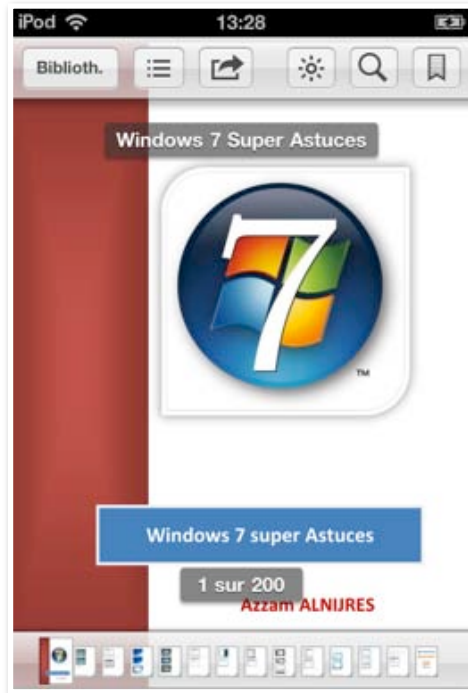 iPod 13:28
Biblioth.
Windows 7 Super Astuces
7
TM
Windows 7 super Astuces
1 sur 200
Azzam ALNIJRES